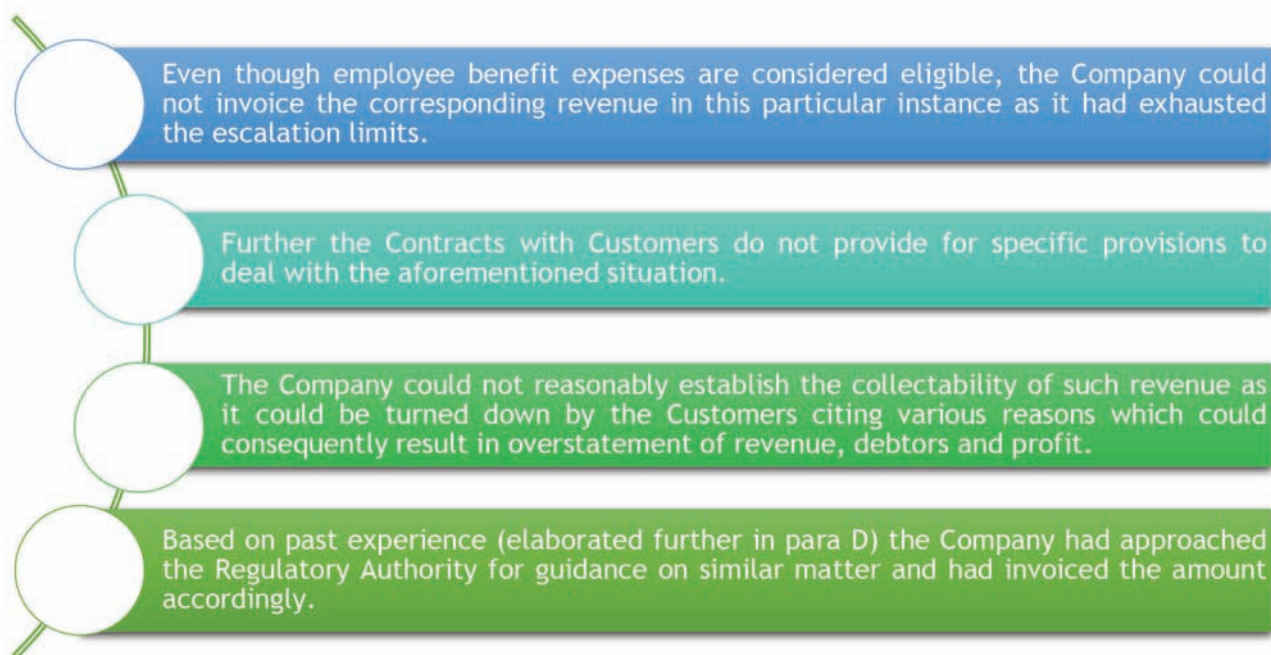 Even though employee benefit expenses are considered eligible, the Company could
not invoice the corresponding revenue in this particular instance as it had exhausted
the escalation limits.
Further the Contracts with Customers do not provide for specific provisions to
deal with the aforementioned situation.
The Company could not reasonably establish the collectability of such revenue as
it could be turned down by the Customers citing various reasons which could
consequently result in overstatement of revenue, debtors and profit.
Based on past experience (elaborated further in para D) the Company had approached
the Regulatory Authority for guidance on similar matter and had invoiced the amount
accordingly.